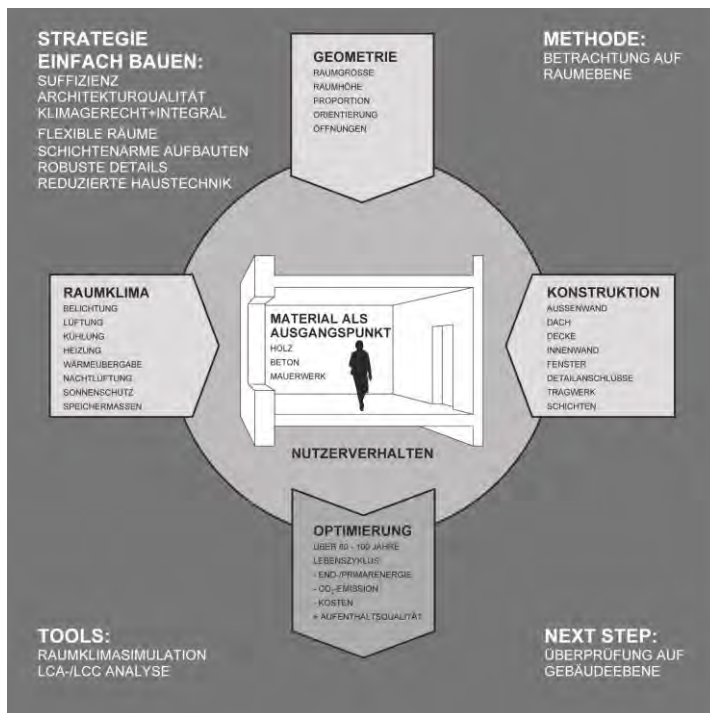 STRATEGIE
EINFACH BAUEN:
SUFFIZIENZ
ARCHITEKTURQUALITÄT
KLIMAGERECHT+INTEGRAL
FLEXIBLE RÄUME
SCHICHTENARME AUFBAUTEN
ROBUSTE DETAILS
REDUZIERTE HAUSTECHNIK
GEOMETRIE
RAUMGRÖSSE
RAUMHÖHE
PROPORTION
ORIENTIERUNG
ÖFFNUNGEN
METHODE:
BETRACHTUNG AUF
RAUMEBENE
RAUMKLIMA
BELICHTUNG
LÜFTUNG
KÜHLUNG
HEIZUNG
WÄRMEÜBERGABE
NACHTLÜFTUNG
SONNENSCHUTZ
SPEICHERMASSEN
MATERIAL ALS
AUSGANGSPUNKT
HOLZ
BETON
MAUERWERK
KONSTRUKTION
AUSSENWAND
DACH
DECKE
INNENWAND
FENSTER
DETAILANSCHLÜSSE
TRAGWERK
SCHICHTEN
NUTZERVERHALTEN
OPTIMIERUNG
ÜBER 60 - 100 JAHRE
LEBENSZYKLUS
- END-/PRIMÄRENERGIE
- CO₂-EMISSION
- KOSTEN
+ AUFENTHALTSQUALITÄT
TOOLS:
RAUMKLIMASIMULATION
LCA-/LCC ANALYSE
NEXT STEP:
ÜBERPRÜFUNG AUF
GEBÄUDEEBENE